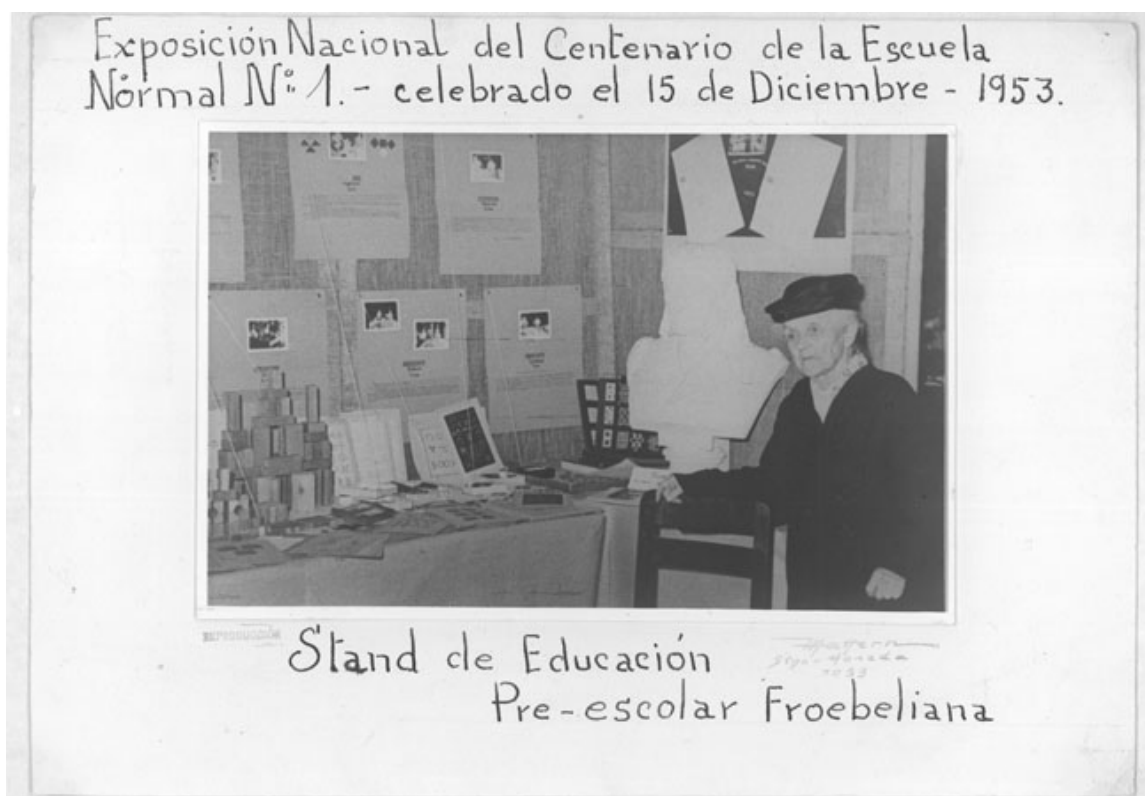 Exposición Nacional del Centenario de la Escuela
Normal N° 1. - celebrado el 15 de Diciembre - 1953.
REPRODUCCIÓN
Stand de Educación
Pre-escolar Froebeliana